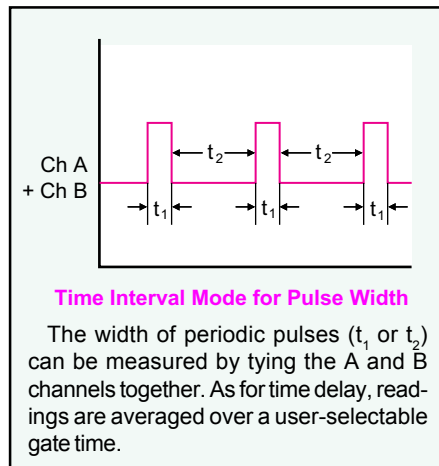 t₂ t₂
Ch A
+ Ch B
t₁ t₁ t₁
Time Interval Mode for Pulse Width
The width of periodic pulses (t₁ or t₂)
can be measured by tying the A and B
channels together. As for time delay, read-
ings are averaged over a user-selectable
gate time.